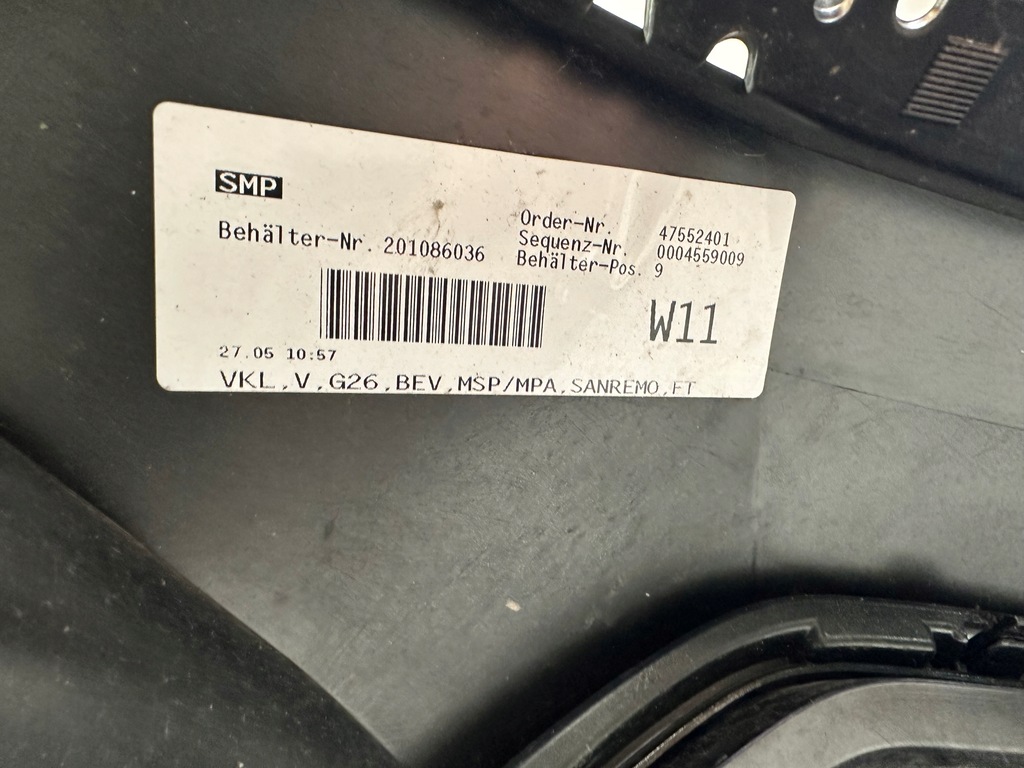 SMP
Behälter-Nr. 201086036
Order-Nr. 47552401
Sequenz-Nr. 0004559009
Behälter-Pos. 9
W11
27.05 10:57
VKL,V,G26,BEV,MSP/MPA,SANREMO,FT